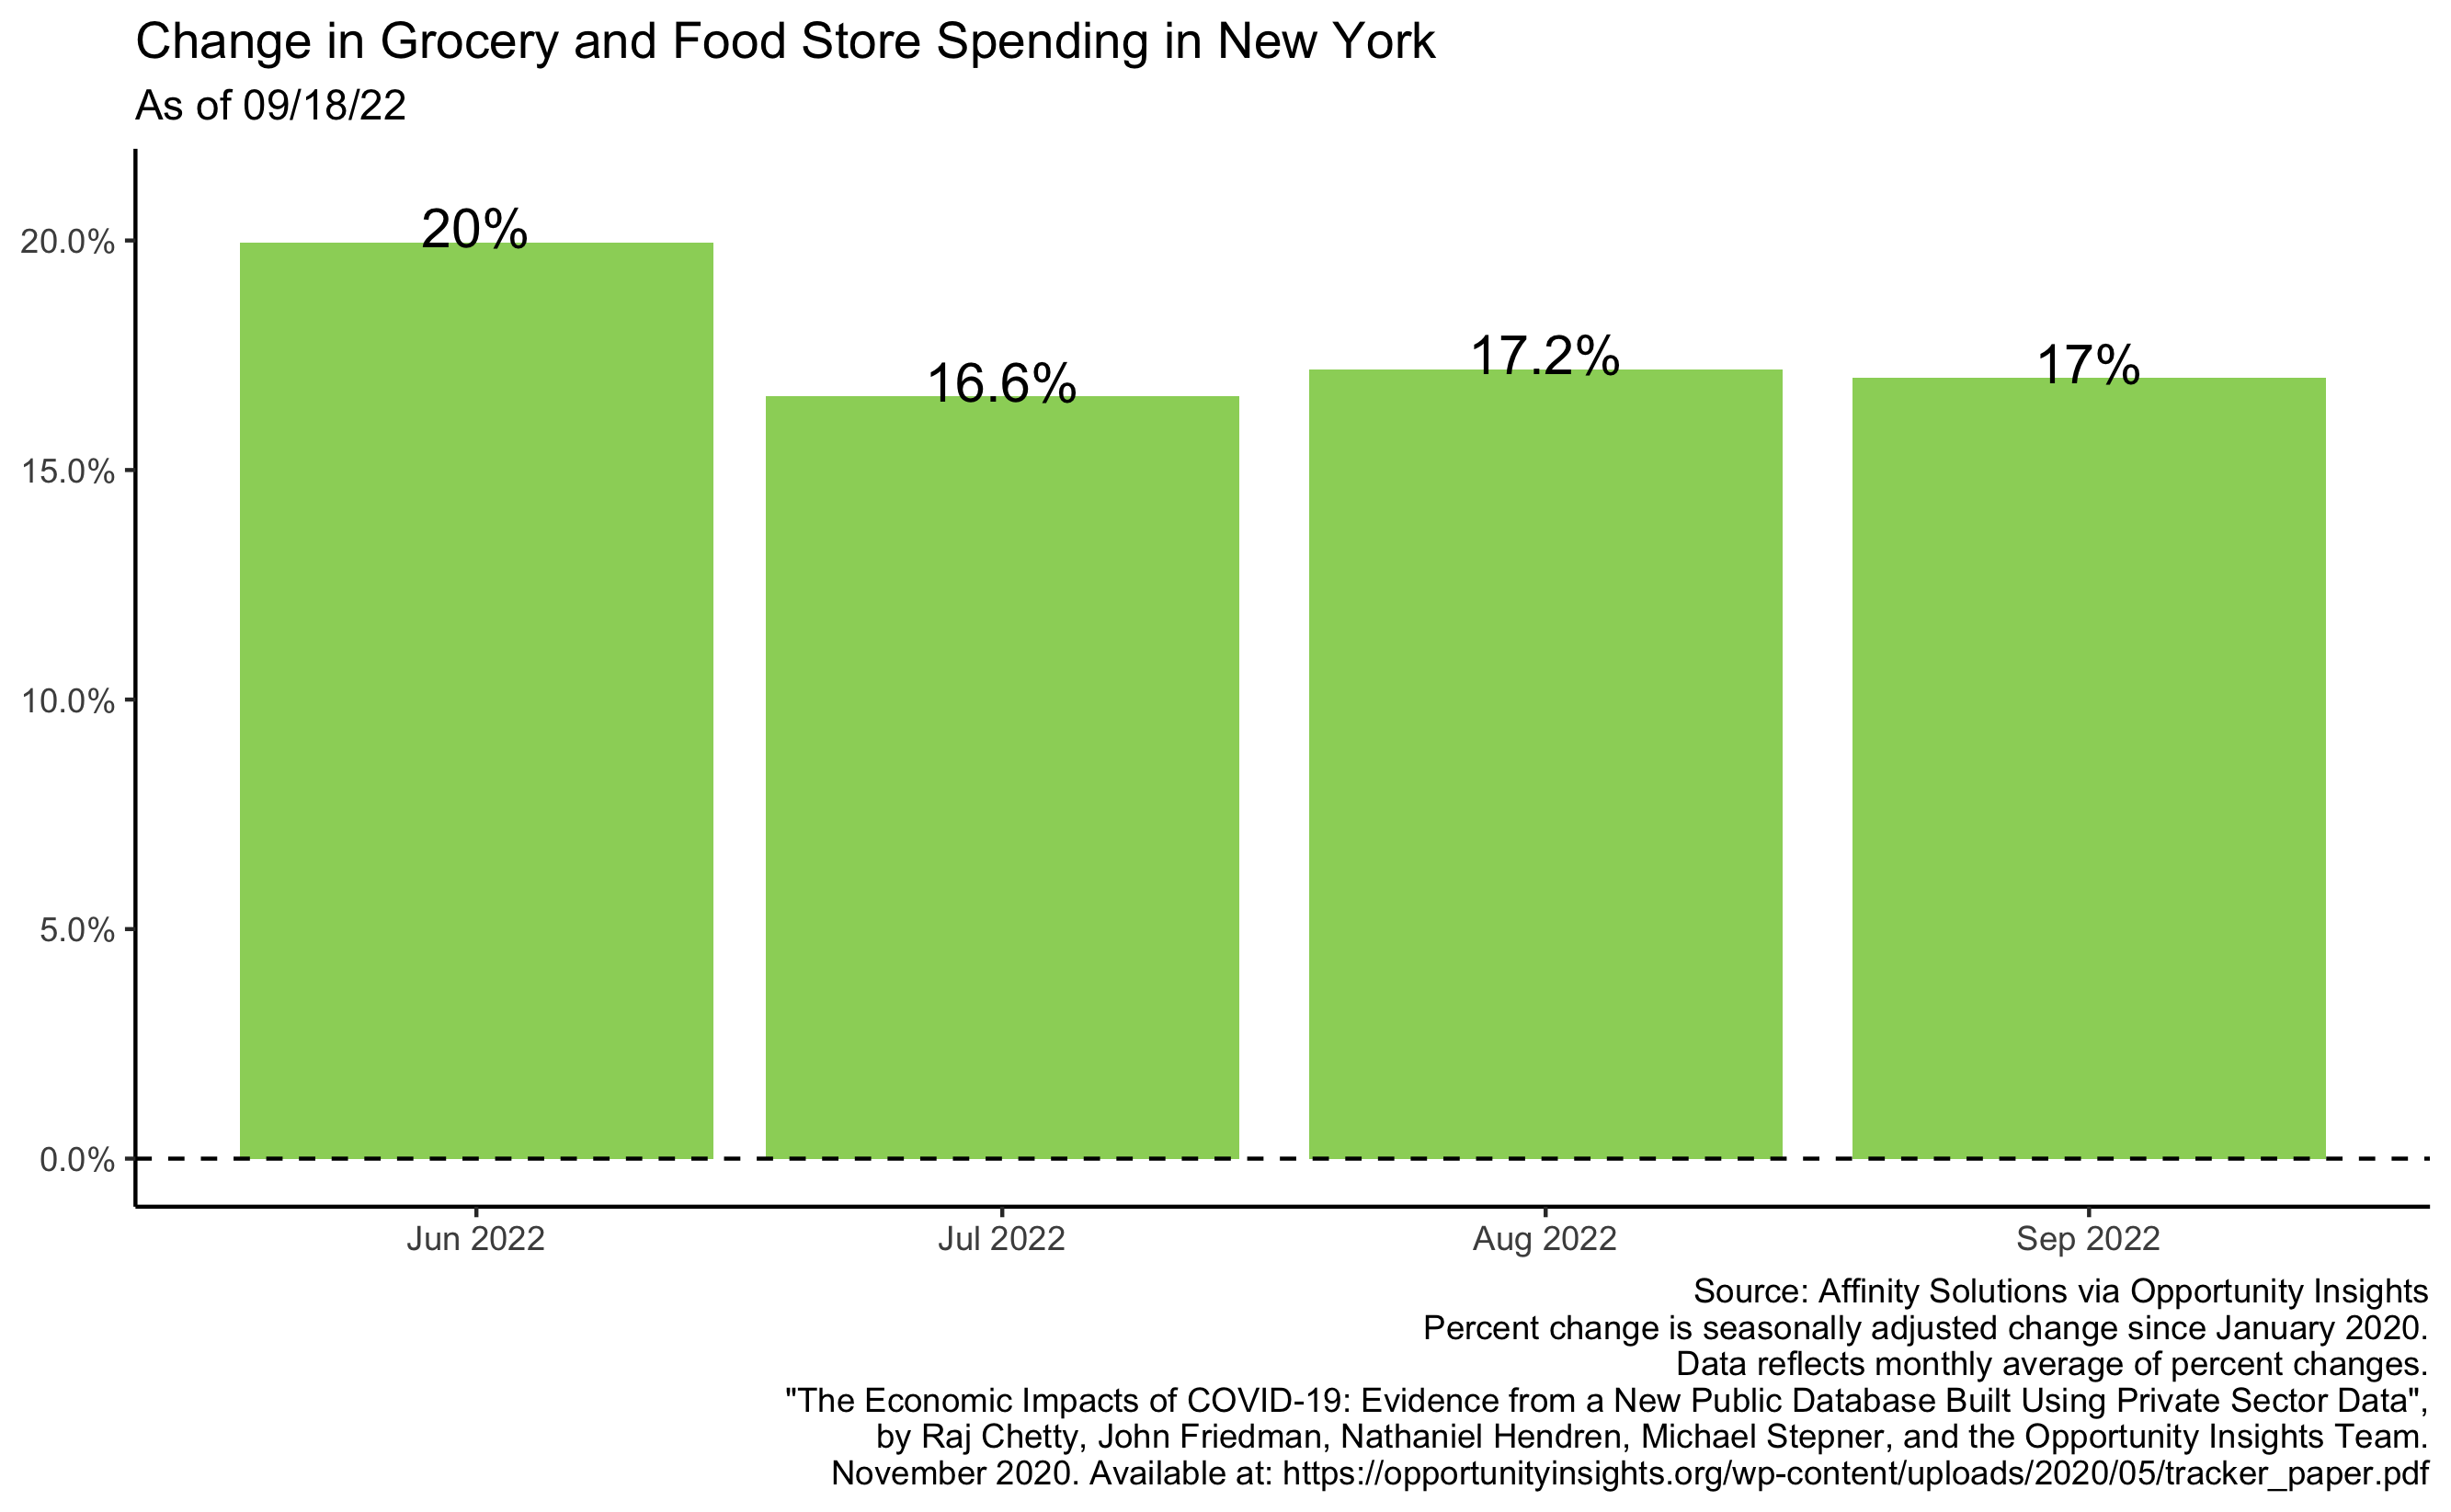 Change in Grocery and Food Store Spending in New York
As of 09/18/22
20.0%
15.0%
10.0%
5.0%
0.0%
20%
16.6%
17.2%
17%
Jun 2022
Jul 2022
Aug 2022
Sep 2022
Source: Affinity Solutions via Opportunity Insights
Percent change is seasonally adjusted change since January 2020.
Data reflects monthly average of percent changes.
"The Economic Impacts of COVID-19: Evidence from a New Public Database Built Using Private Sector Data",
by Raj Chetty, John Friedman, Nathaniel Hendren, Michael Stepner, and the Opportunity Insights Team.
November 2020. Available at: https://opportunityinsights.org/wp-content/uploads/2020/05/tracker_paper.pdf